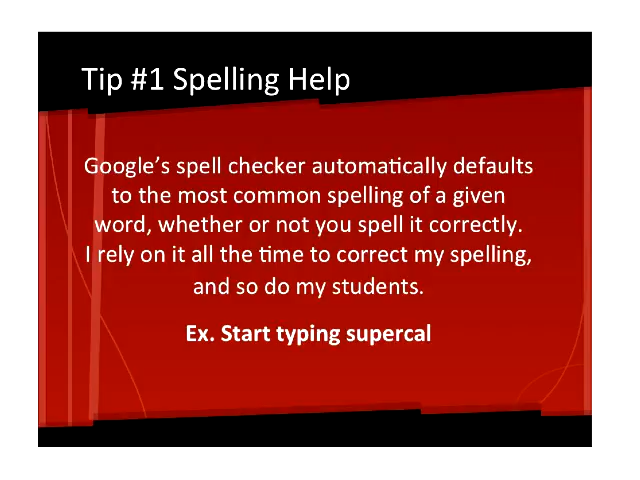 Tip #1 Spelling Help
Google’s spell checker automatically defaults
to the most common spelling of a given
word, whether or not you spell it correctly.
I rely on it all the time to correct my spelling,
and so do my students.
Ex. Start typing supercal